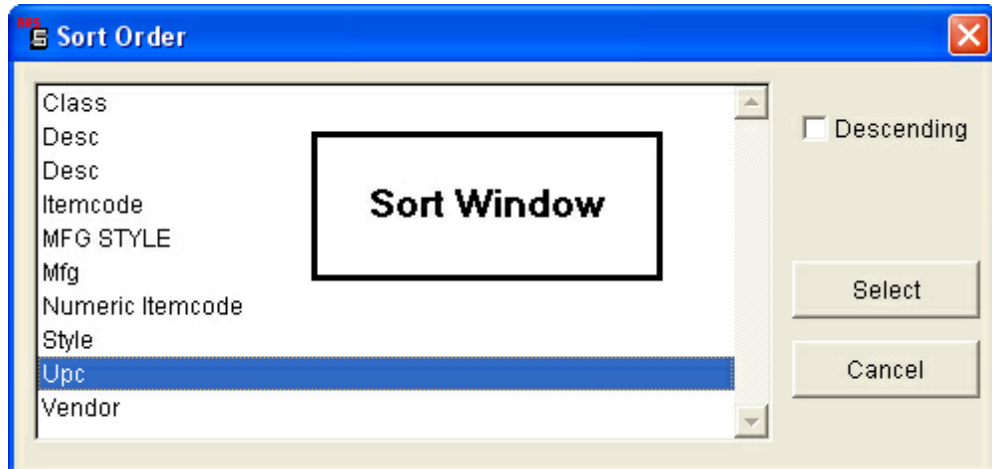 Sort Order
Class
Desc
Desc
Itemcode
MFG STYLE
Mfg
Numeric Itemcode
Style
Upc
Vendor
Sort Window
Descending
Select
Cancel